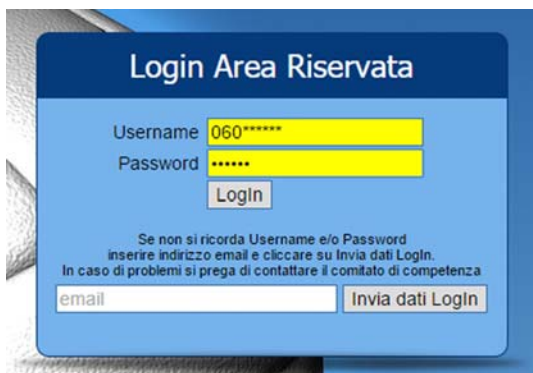 Login Area Riservata
Username 060******
Password ••••••
LogIn
Se non si ricorda Username e/o Password
inserire indirizzo email e cliccare su Invia dati LogIn.
In caso di problemi si prega di contattare il comitato di competenza
email Invia dati LogIn